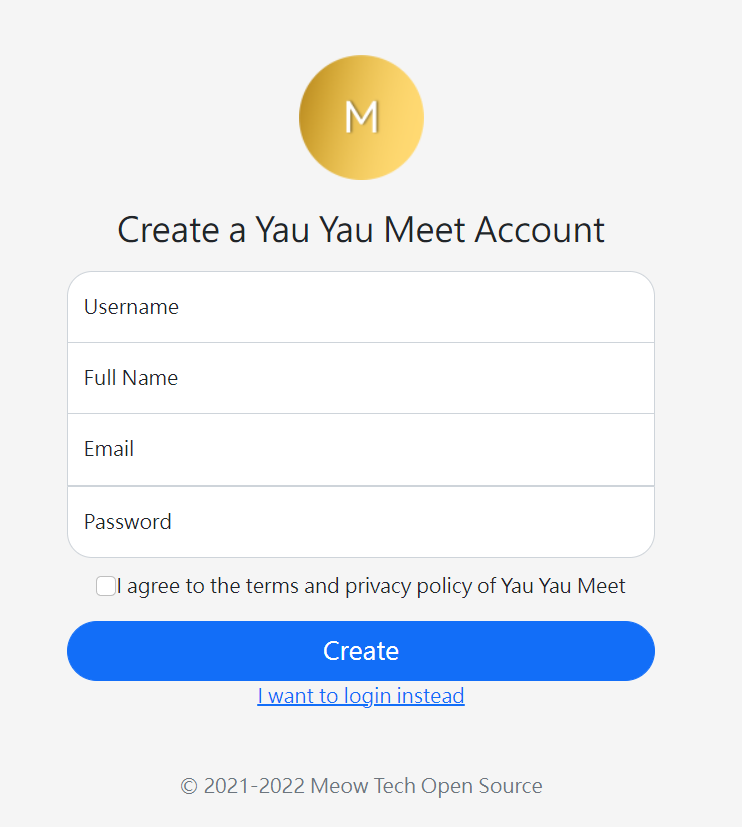 M
Create a Yau Yau Meet Account
Username
Full Name
Email
Password
I agree to the terms and privacy policy of Yau Yau Meet
Create
I want to login instead
© 2021-2022 Meow Tech Open Source